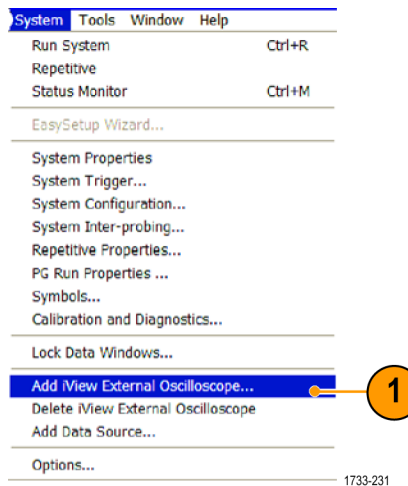 System Tools Window Help
Run System Ctrl+R
Repetitive
Status Monitor Ctrl+M
EasySetup Wizard...
System Properties
System Trigger...
System Configuration...
System Inter-probing...
Repetitive Properties...
PG Run Properties ...
Symbols...
Calibration and Diagnostics...
Lock Data Windows...
Add iView External Oscilloscope...
1
Delete iView External Oscilloscope
Add Data Source...
Options...
1733-231